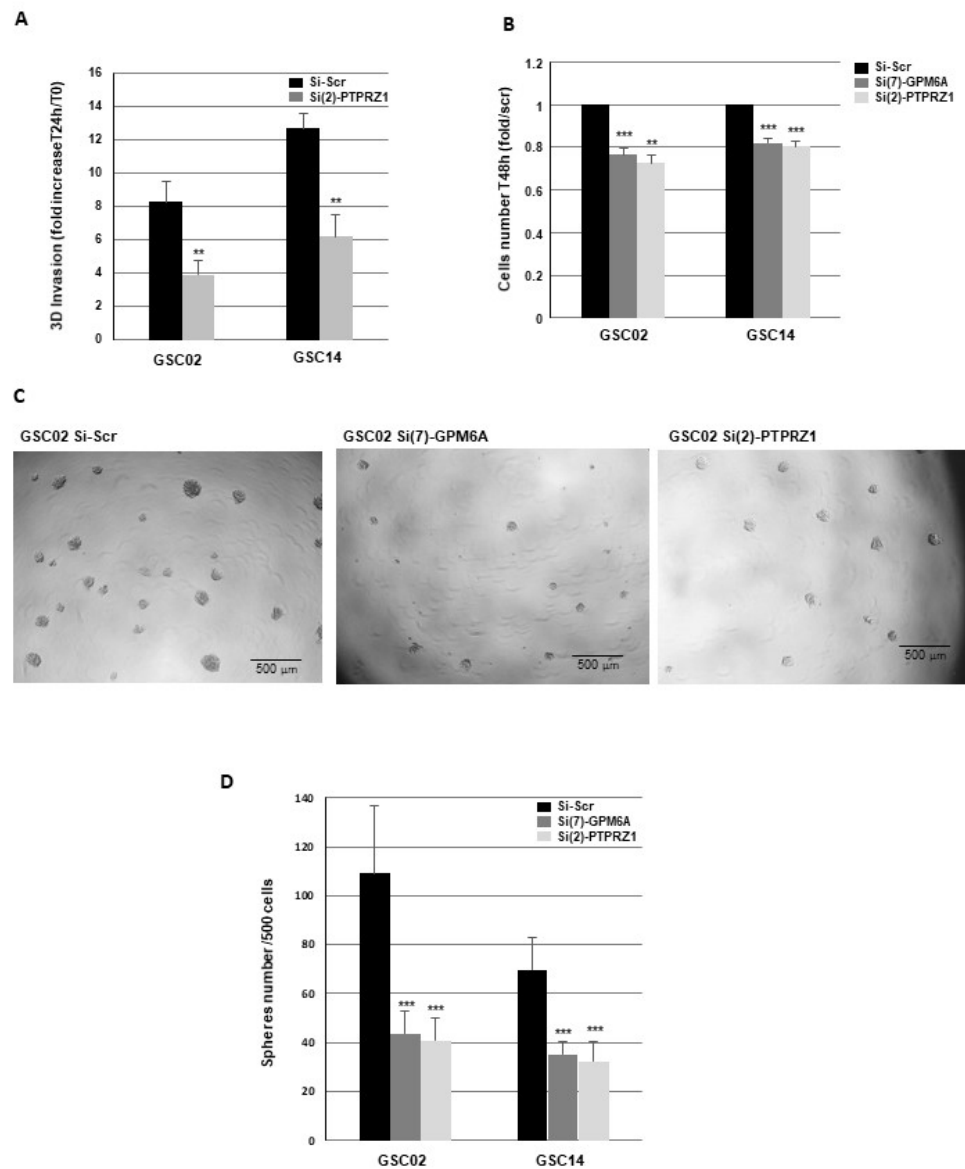 A
3D Invasion (fold increaseT24h/T0)
16
14
12
10
8
6
4
2
0
Si-Scr
Si(2)-PTPRZ1
**
**
GSC02
GSC14
B
Cells number T48h (fold/scr)
1.2
1
0.8
0.6
0.4
0.2
0
Si-Scr
Si(7)-GPM6A
Si(2)-PTPRZ1
***
**
***
***
GSC02
GSC14
C
GSC02 Si-Scr
GSC02 Si(7)-GPM6A
GSC02 Si(2)-PTPRZ1
500 µm
500 µm
500 µm
D
Spheres number /500 cells
140
120
100
80
60
40
20
0
Si-Scr
Si(7)-GPM6A
Si(2)-PTPRZ1
***
***
***
***
GSC02
GSC14